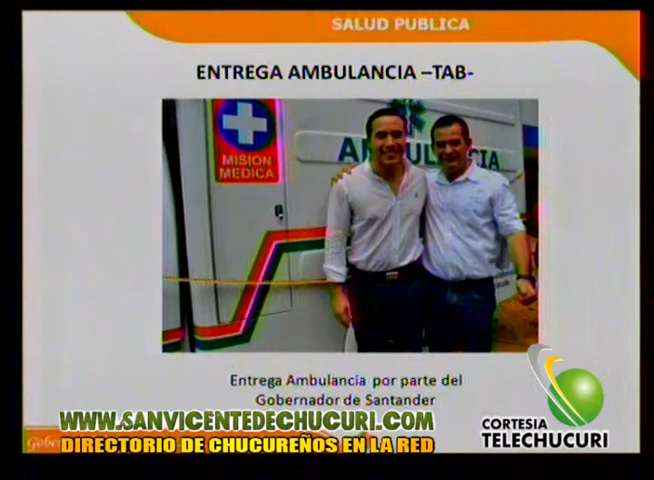 SALUD PUBLICA
ENTREGA AMBULANCIA –TAB-
MISIÓN
MEDICA
AMBULANCIA
Entrega Ambulancia por parte del
Gobernador de Santander
WWW.SANVICENTEDECHUCURI.COM
DIRECTORIO DE CHUCUREÑOS EN LA RED
CORTESIA
TELECHUCURI